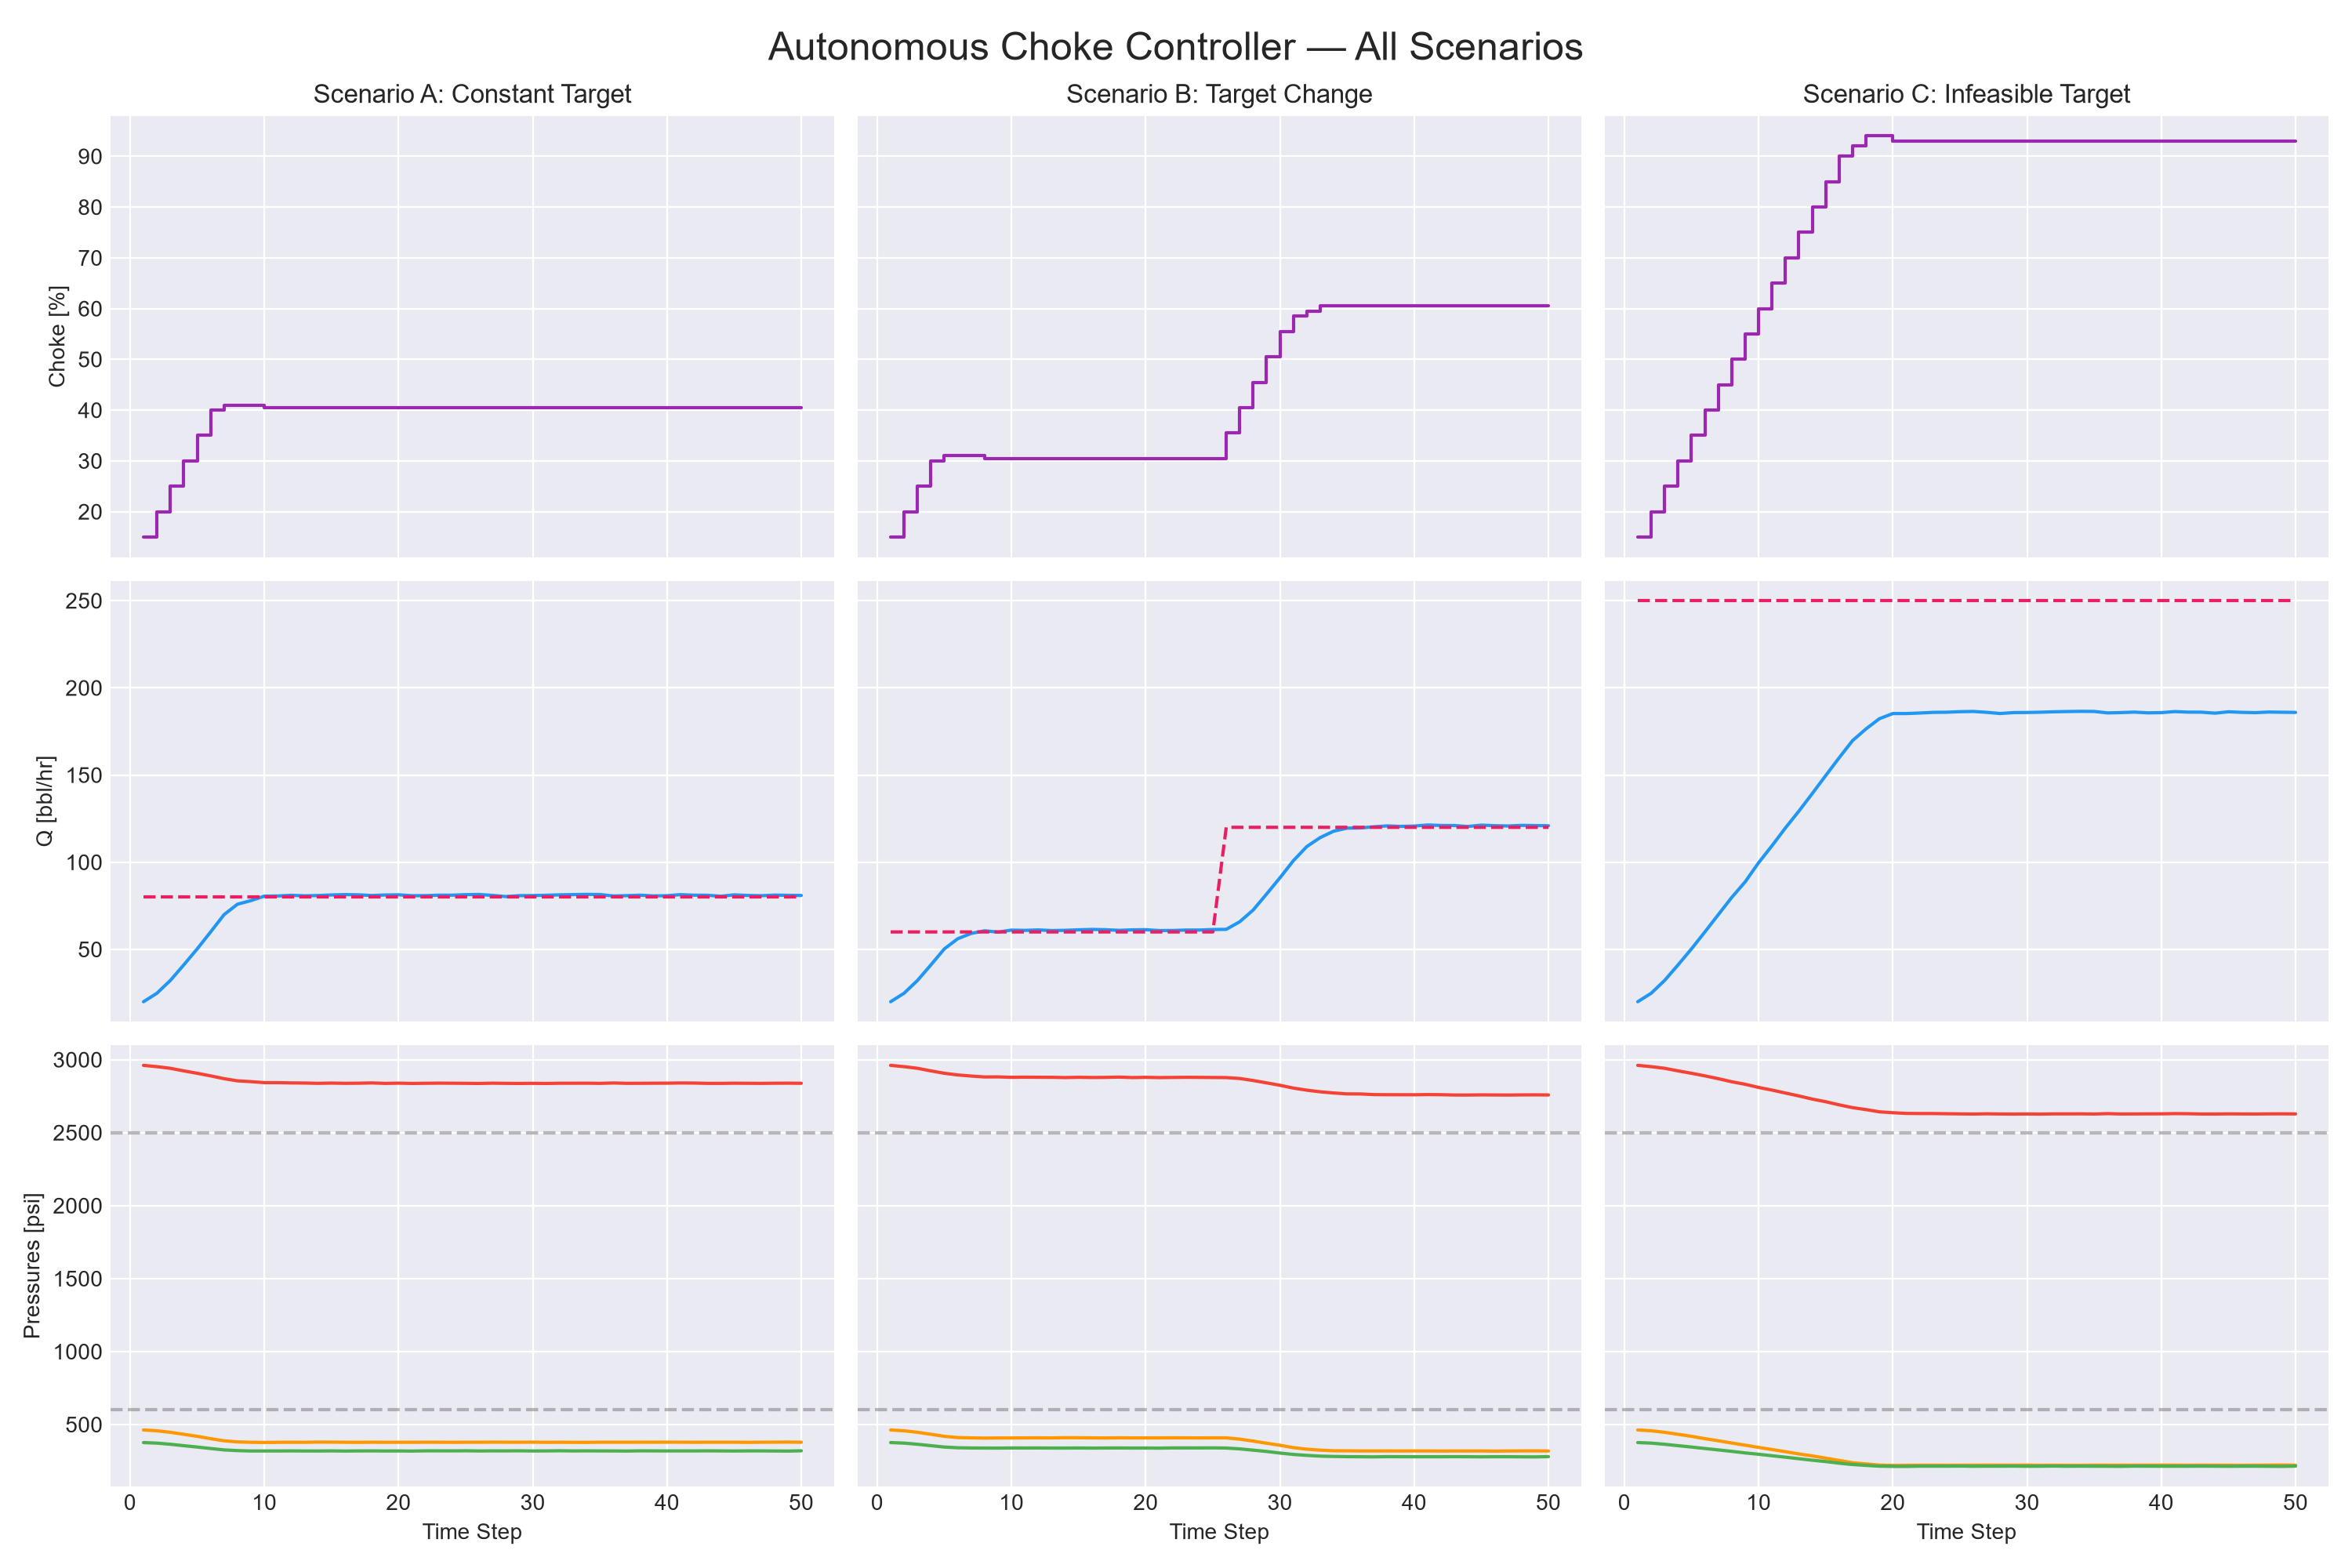 Autonomous Choke Controller — All Scenarios
Scenario A: Constant Target
Scenario B: Target Change
Scenario C: Infeasible Target
Choke [%]
90
80
70
60
50
40
30
20
Q [bbl/hr]
250
200
150
100
50
Pressures [psi]
3000
2500
2000
1500
1000
500
0 10 20 30 40 50
0 10 20 30 40 50
0 10 20 30 40 50
Time Step
Time Step
Time Step